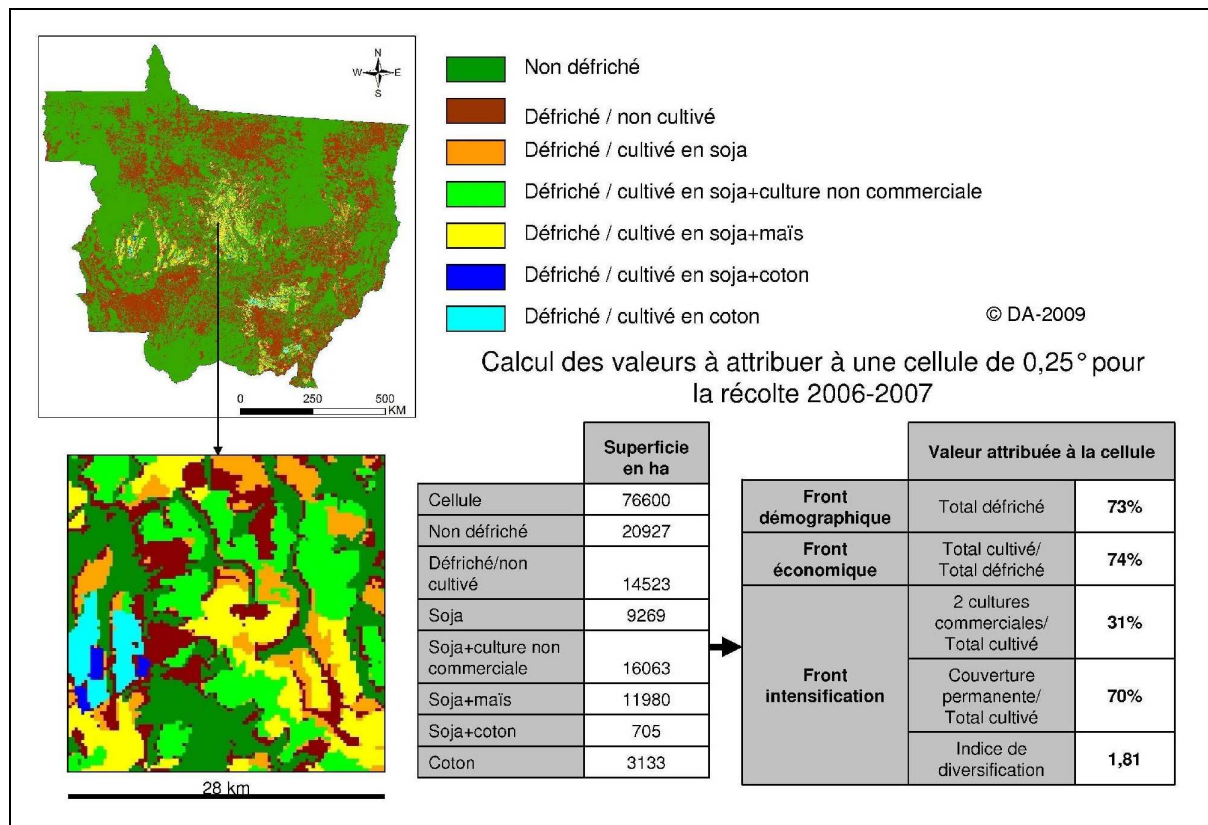 N
W E
S
0 250 500
KM
Non défriché
Défriché / non cultivé
Défriché / cultivé en soja
Défriché / cultivé en soja+culture non commerciale
Défriché / cultivé en soja+maïs
Défriché / cultivé en soja+coton
Défriché / cultivé en coton
© DA-2009
Calcul des valeurs à attribuer à une cellule de 0,25° pour
la récolte 2006-2007
28 km
Superficie
en ha
Cellule 76600
Non défriché 20927
Défriché/non
cultivé 14523
Soja 9269
Soja+culture non
commerciale 16063
Soja+maïs 11980
Soja+coton 705
Coton 3133
Valeur attribuée à la cellule
Front
démographique
Total défriché
73%
Front
économique
Total cultivé/
Total défriché
74%
Front
intensification
2 cultures
commerciales/
Total cultivé
31%
Couverture
permanente/
Total cultivé
70%
Indice de
diversification
1,81